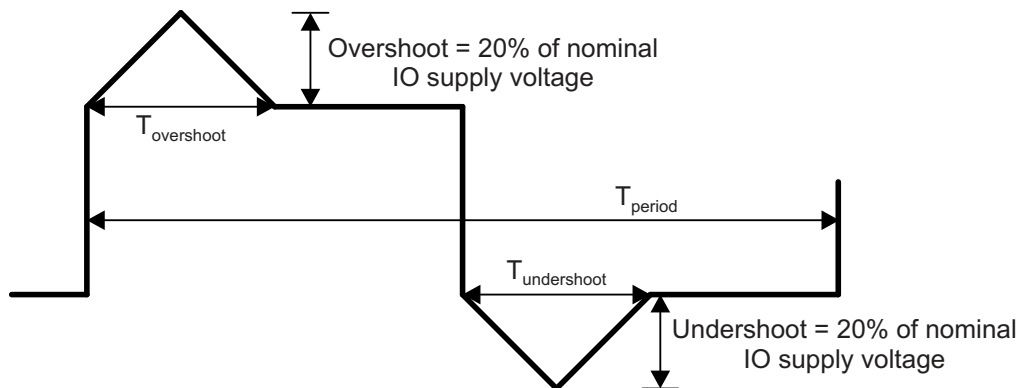 Overshoot = 20% of nominal
IO supply voltage
Tovershoot
Tperiod
Tundershoot
Undershoot = 20% of nominal
IO supply voltage